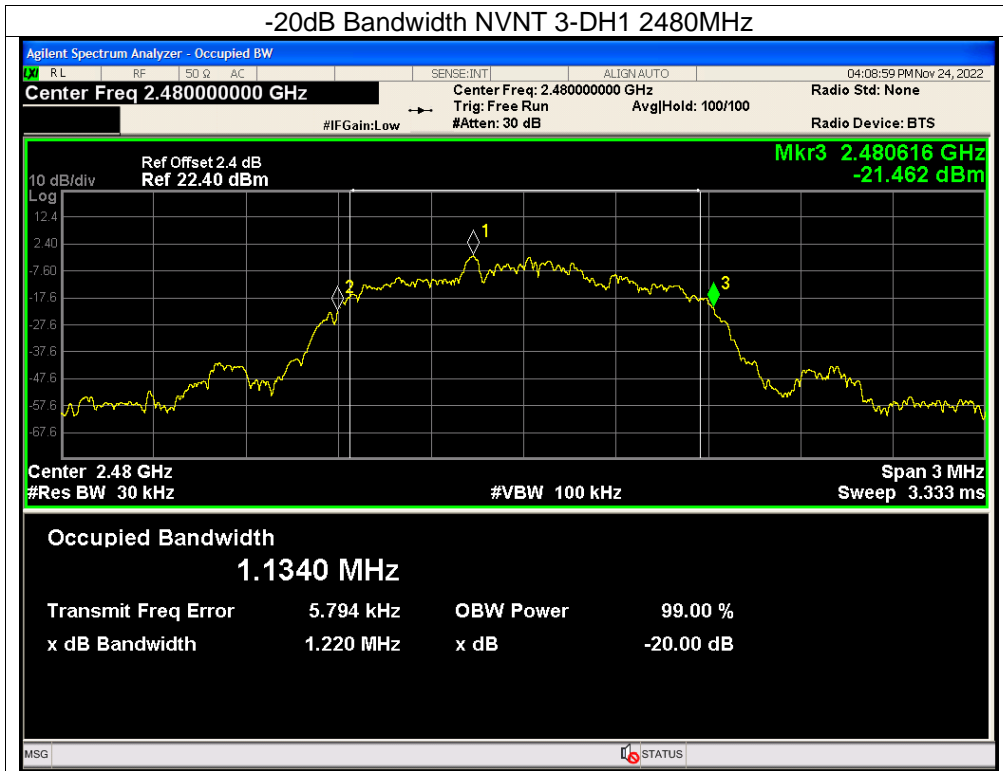 -20dB Bandwidth NVNT 3-DH1 2480MHz
Agilent Spectrum Analyzer - Occupied BW
LXI RL RF 50 Ω AC SENSE:INT ALIGN AUTO 04:08:59 PM Nov 24, 2022
Center Freq 2.480000000 GHz Center Freq: 2.480000000 GHz Radio Std: None
Trig: Free Run Avg|Hold: 100/100
#IFGain:Low #Atten: 30 dB Radio Device: BTS
Mkr3 2.480616 GHz
-21.462 dBm
Ref Offset 2.4 dB
10 dB/div Ref 22.40 dBm
Log
12.4
2.40
-7.60
-17.6
-27.6
-37.6
-47.6
-57.6
-67.6
1
2
3
Center 2.48 GHz Span 3 MHz
#Res BW 30 kHz #VBW 100 kHz Sweep 3.333 ms
Occupied Bandwidth
1.1340 MHz
Transmit Freq Error 5.794 kHz OBW Power 99.00 %
x dB Bandwidth 1.220 MHz x dB -20.00 dB
MSG STATUS